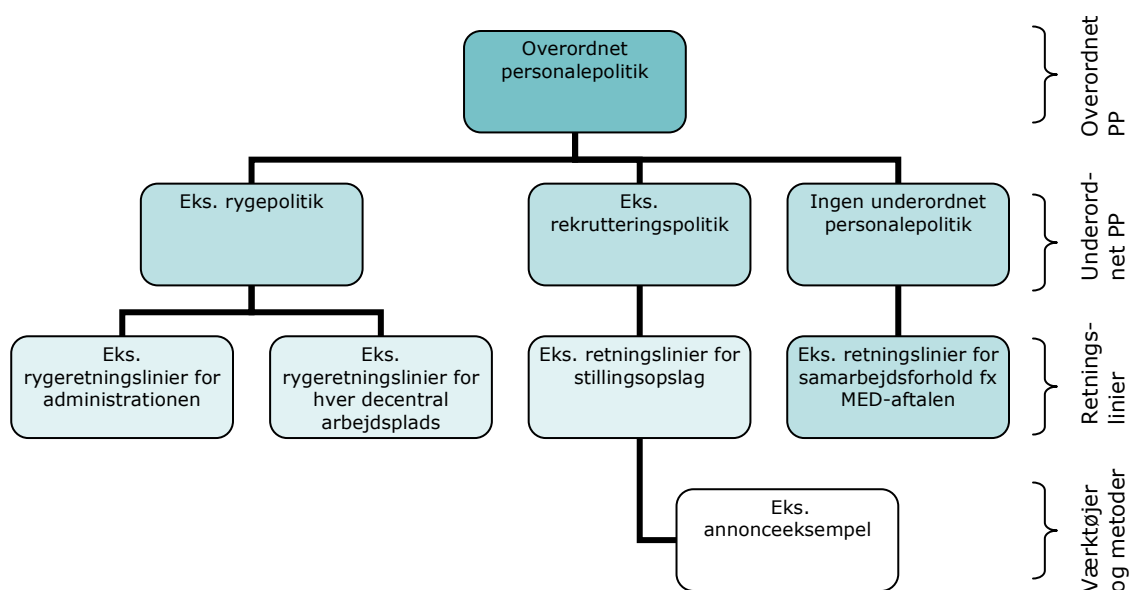 Overordnet
personalepolitik
Overordnet
PP
Eks. rygepolitik
Eks.
rekrutteringspolitik
Ingen underordnet
personalepolitik
Underord-
net PP
Eks.
rygeretningslinier for
administrationen
Eks.
rygeretningslinier for
hver decentral
arbejdsplads
Eks. retningslinier for
stillingsopslag
Eks. retningslinier for
samarbejdsforhold fx
MED-aftalen
Retnings-
linier
Eks.
annonceeksempel
Værktøjer
og metoder